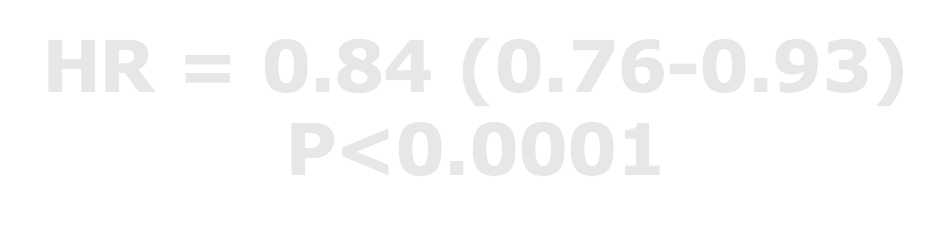 HR = 0.84 (0.76-0.93)
P<0.0001